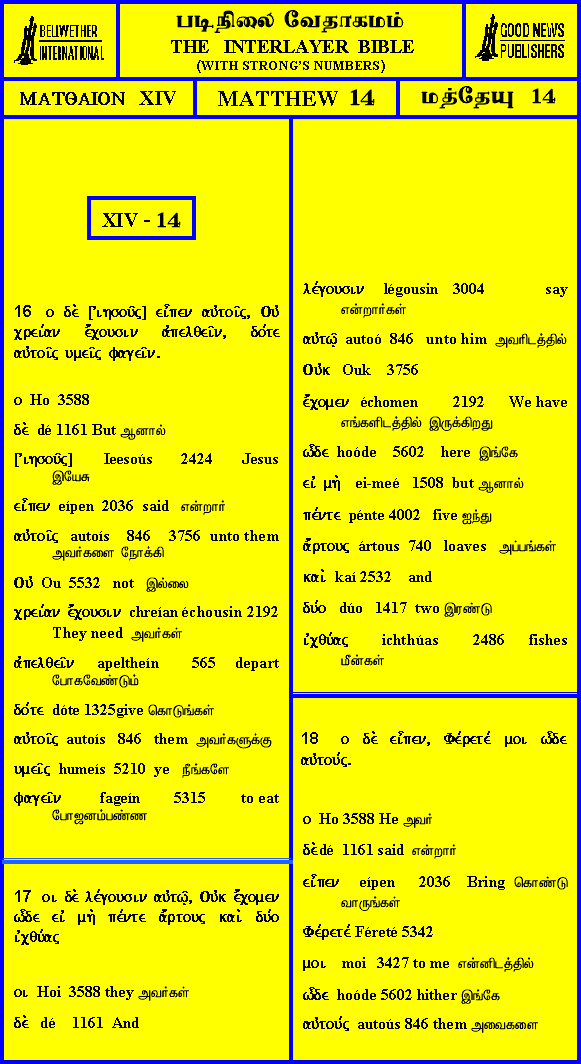 BELLWETHER
INTERNATIONAL
படிநிலை வேதாகமம்
THE INTERLAYER BIBLE
(WITH STRONG'S NUMBERS)
GOOD NEWS
PUBLISHERS
ΜΑΤΘΑΙΟΝ XIV
MATTHEW 14
மத்தேயு 14
XIV - 14
16 ο δὲ [Ἰησοῦς] εἶπεν αὐτοῖς, Οὐ
χρείαν ἔχουσιν ἀπελθεῖν, δότε
αὐτοῖς υμεῖς φαγεῖν.
ο Ho 3588
δὲ dé 1161 But ஆனால்
[Ἰησοῦς] Ieesoús 2424 Jesus
இயேசு
εἶπεν eípen 2036 said என்றார்
αὐτοῖς autoís 846 3756 unto them
அவர்களை நோக்கி
Οὐ Ou 5532 not இல்லை
χρείαν ἔχουσιν chreían échousin 2192
They need அவர்கள்
ἀπελθεῖν apeltheín 565 depart
போகவேண்டும்
δότε dóte 1325give கொடுங்கள்
αὐτοῖς autoís 846 them அவர்களுக்கு
υμεῖς humeís 5210 ye நீங்களே
φαγεῖν fageín 5315 to eat
போஜனம்பண்ண
17 οι δὲ λέγουσιν αὐτῷ, Οὐκ ἔχομεν
ὧδε εἰ μὴ πέντε ἄρτους καὶ δύο
ἰχθύας
οι Hoi 3588 they அவர்கள்
δὲ dé 1161 And
λέγουσιν légousin 3004 say
என்றார்கள்
αὐτῷ autoó 846 unto him அவரிடத்தில்
Οὐκ Ouk 3756
ἔχομεν échomen 2192 We have
எங்களிடத்தில் இருக்கிறது
ὧδε hoóde 5602 here இங்கே
εἰ μὴ ei-meé 1508 but ஆனால்
πέντε pénte 4002 five ஐந்து
ἄρτους ártous 740 loaves அப்பங்கள்
καὶ kaí 2532 and
δύο dúo 1417 two இரண்டு
ἰχθύας ichthúas 2486 fishes
மீன்கள்
18 ο δὲ εἶπεν, Φέρετέ μοι ὧδε
αὐτούς.
ο Ho 3588 He அவர்
δὲdé 1161 said என்றார்
εἶπεν eípen 2036 Bring கொண்டு
வாருங்கள்
Φέρετέ Féreté 5342
μοι moi 3427 to me என்னிடத்தில்
ὧδε hoóde 5602 hither இங்கே
αὐτούς autoús 846 them அவைகளை